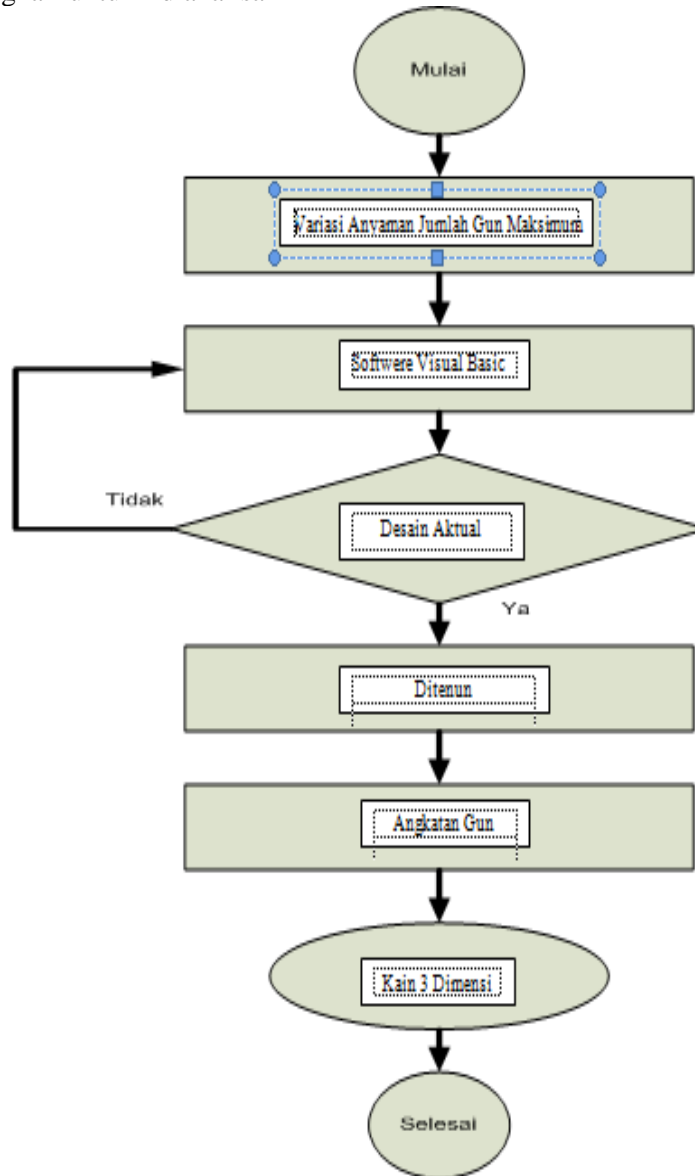 Mulai
Variasi Anyaman Jumlah Gun Maksimum
Softwere Visual Basic
Tidak
Desain Aktual
Ya
Ditenun
Angkatan Gun
Kain 3 Dimensi
Selesai